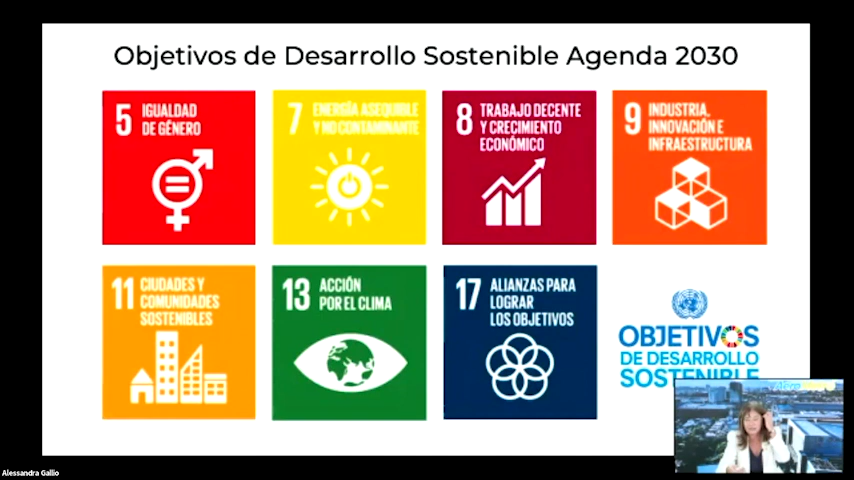 Objetivos de Desarrollo Sostenible Agenda 2030
5 IGUALDAD
DE GÉNERO
7 ENERGÍA ASEQUIBLE
Y NO CONTAMINANTE
8 TRABAJO DECENTE
Y CRECIMIENTO
ECONÓMICO
9 INDUSTRIA,
INNOVACIÓN E
INFRAESTRUCTURA
11 CIUDADES Y
COMUNIDADES
SOSTENIBLES
13 ACCIÓN
POR EL CLIMA
17 ALIANZAS PARA
LOGRAR
LOS OBJETIVOS
OBJETIVOS
DE DESARROLLO
SOSTENIBLE
Alessandra Gallio